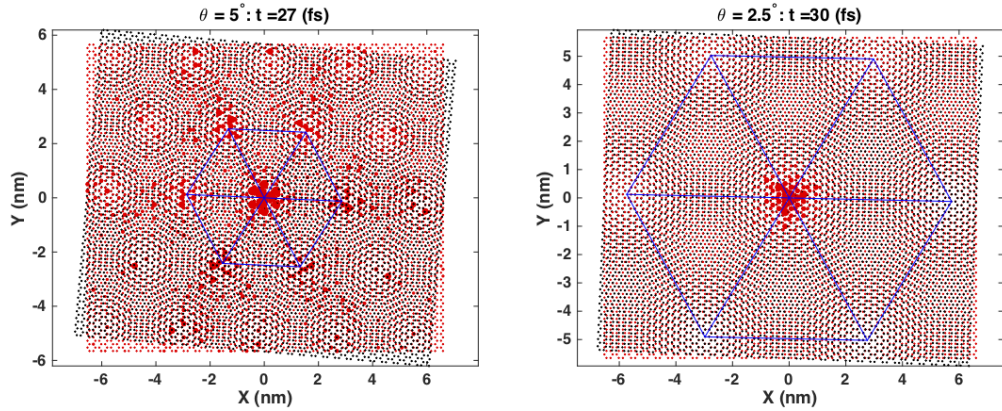 θ = 5°: t =27 (fs)
6
4
2
0
-2
-4
-6
Y (nm)
-6 -4 -2 0 2 4 6
X (nm)
θ = 2.5°: t =30 (fs)
5
4
3
2
1
0
-1
-2
-3
-4
-5
Y (nm)
-6 -4 -2 0 2 4 6
X (nm)